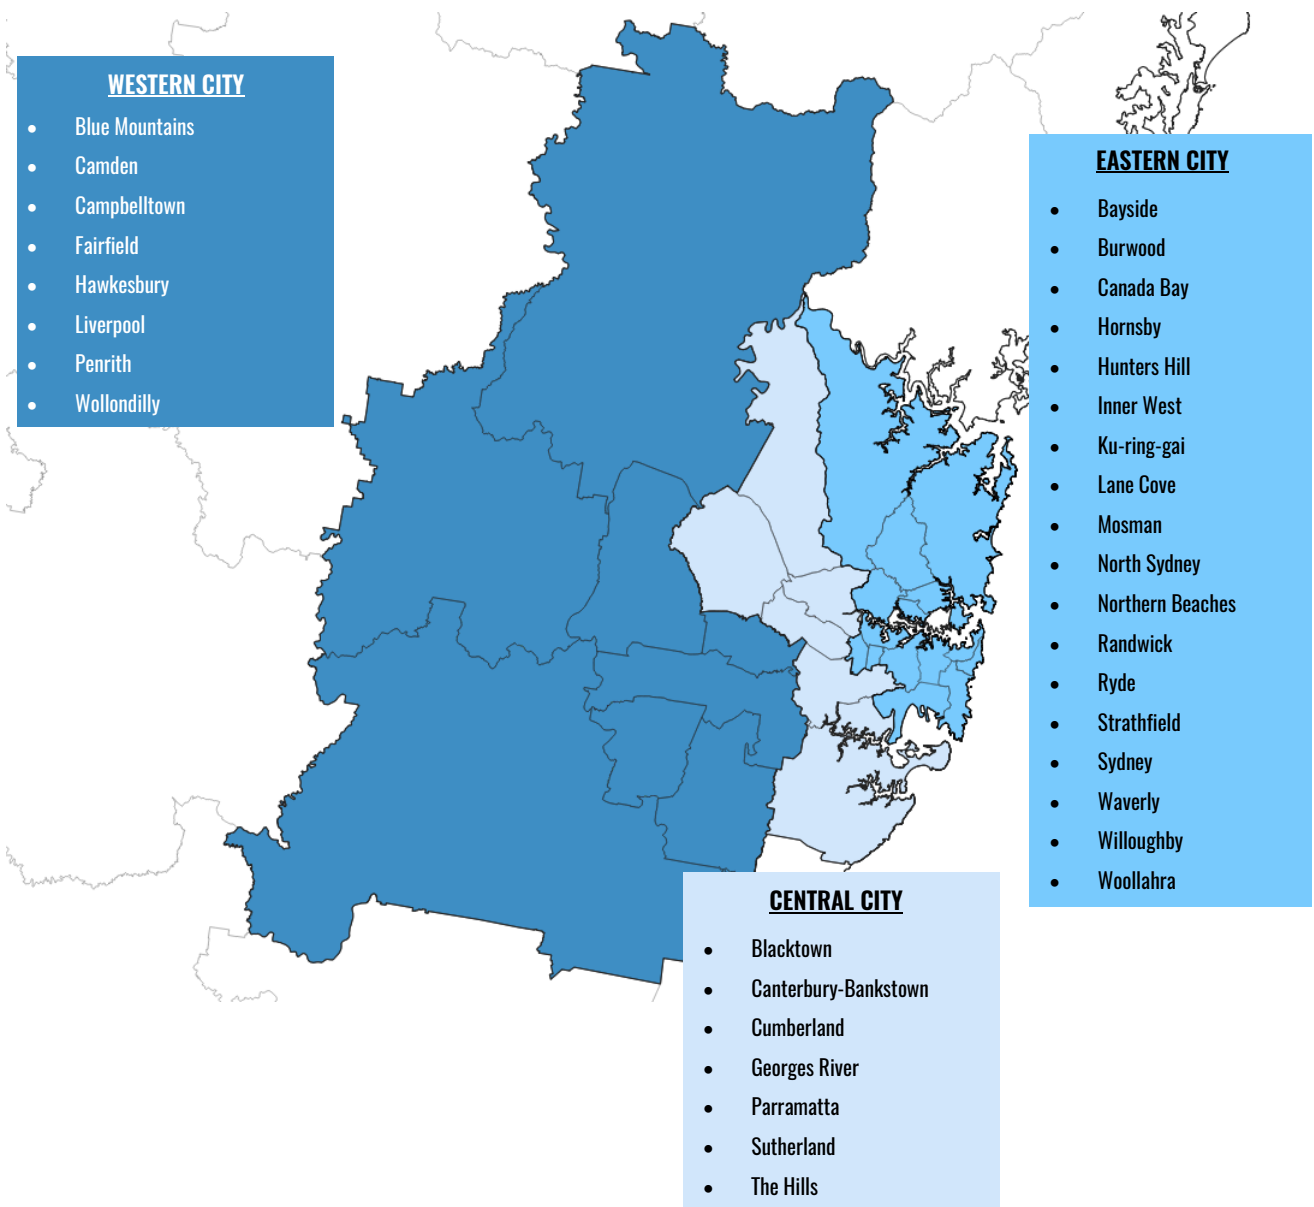 WESTERN CITY
• Blue Mountains
• Camden
• Campbelltown
• Fairfield
• Hawkesbury
• Liverpool
• Penrith
• Wollondilly
EASTERN CITY
• Bayside
• Burwood
• Canada Bay
• Hornsby
• Hunters Hill
• Inner West
• Ku-ring-gai
• Lane Cove
• Mosman
• North Sydney
• Northern Beaches
• Randwick
• Ryde
• Strathfield
• Sydney
• Waverly
• Willoughby
• Woollahra
CENTRAL CITY
• Blacktown
• Canterbury-Bankstown
• Cumberland
• Georges River
• Parramatta
• Sutherland
• The Hills